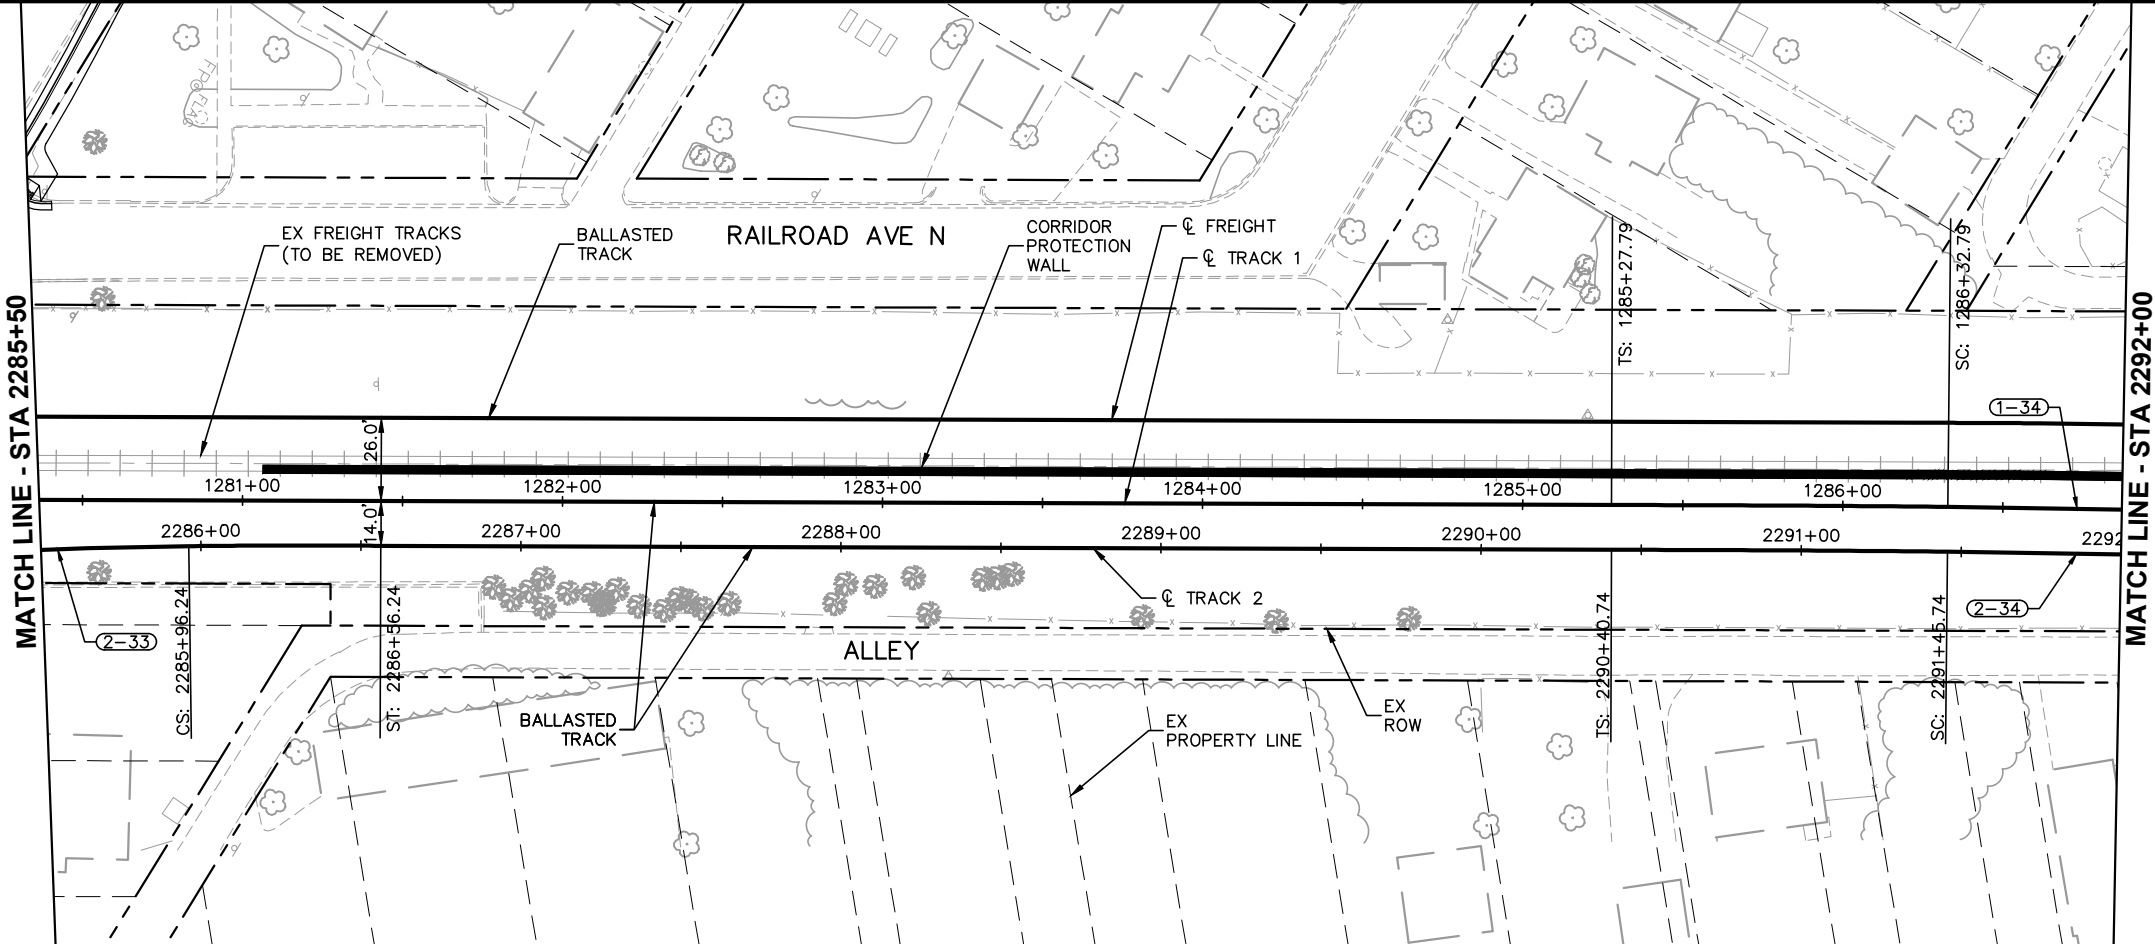 EX FREIGHT TRACKS
(TO BE REMOVED)
BALLASTED
TRACK
RAILROAD AVE N
CORRIDOR
PROTECTION
WALL
℄ FREIGHT
℄ TRACK 1
TS: 1285+27.79
SC: 1286+32.79
MATCH LINE - STA 2285+50
MATCH LINE - STA 2292+00
1-34
26.0'
1281+00
1282+00
1283+00
1284+00
1285+00
1286+00
14.0'
2286+00
2287+00
2288+00
2289+00
2290+00
2291+00
2292
CS: 2285+96.24
ST: 2286+56.24
℄ TRACK 2
TS: 2290+40.74
SC: 2291+45.74
2-34
2-33
ALLEY
BALLASTED
TRACK
EX
PROPERTY LINE
EX
ROW